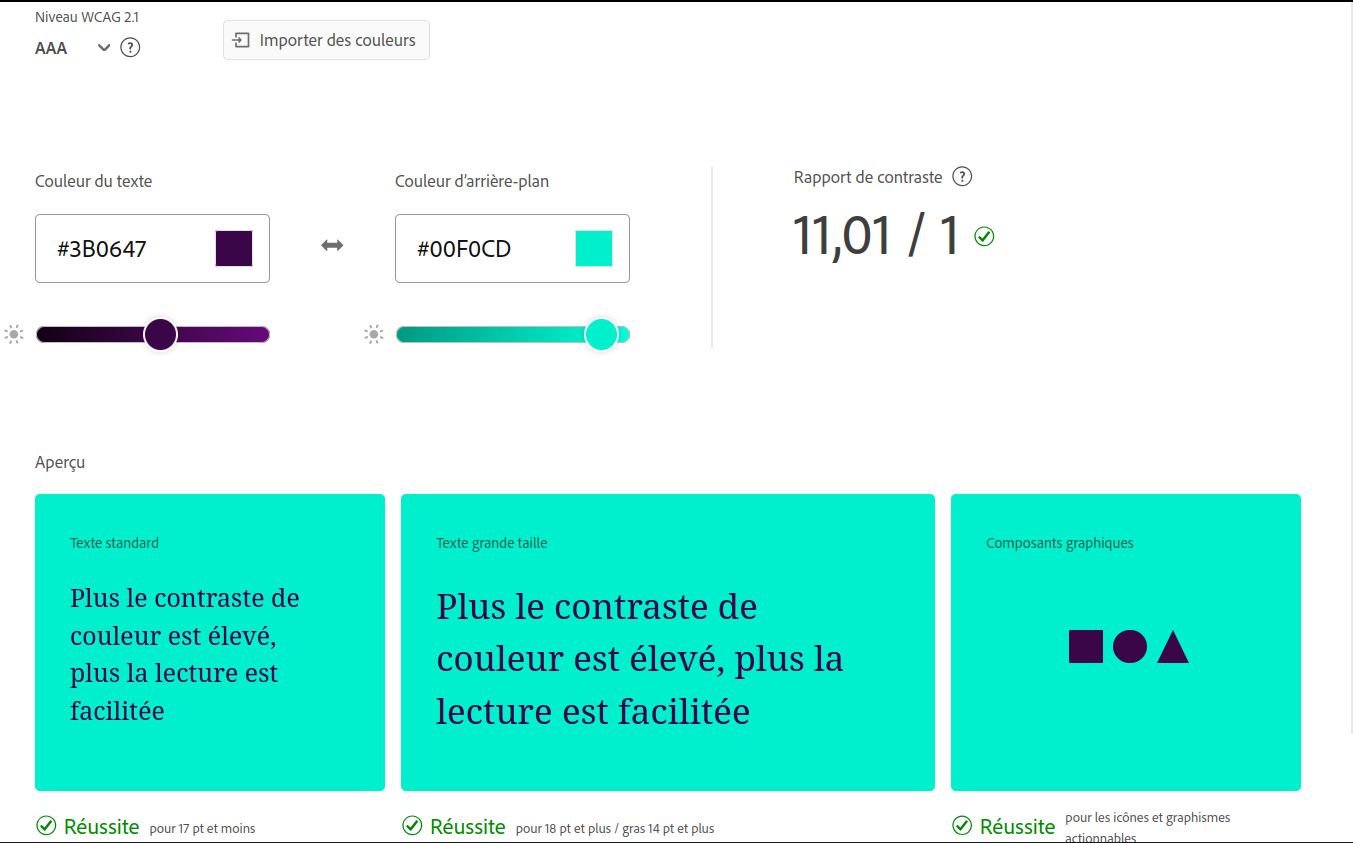 Niveau WCAG 2.1
AAA
Importer des couleurs
Couleur du texte
Couleur d'arrière-plan
Rapport de contraste
#3B0647
#00F0CD
11,01 / 1
Aperçu
Texte standard
Plus le contraste de
couleur est élevé,
plus la lecture est
facilitée
Texte grande taille
Plus le contraste de
couleur est élevé, plus la
lecture est facilitée
Composants graphiques
Réussite pour 17 pt et moins
Réussite pour 18 pt et plus / gras 14 pt et plus
Réussite pour les icônes et graphismes
actionnables